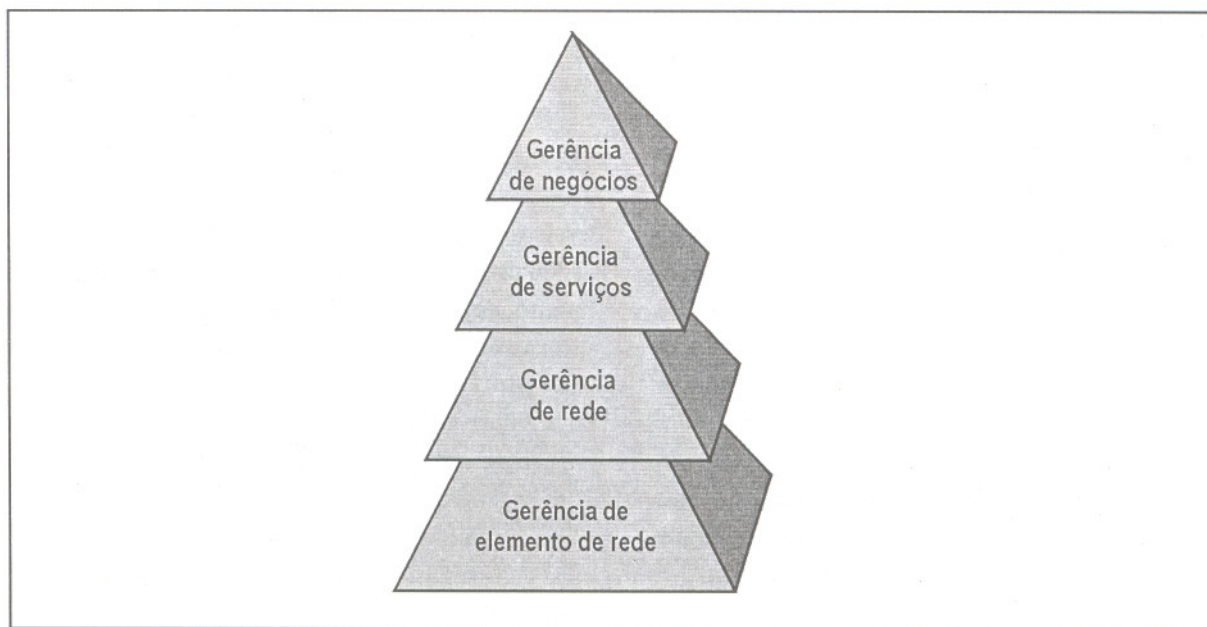 Gerência
de negócios
Gerência
de serviços
Gerência
de rede
Gerência de
elemento de rede